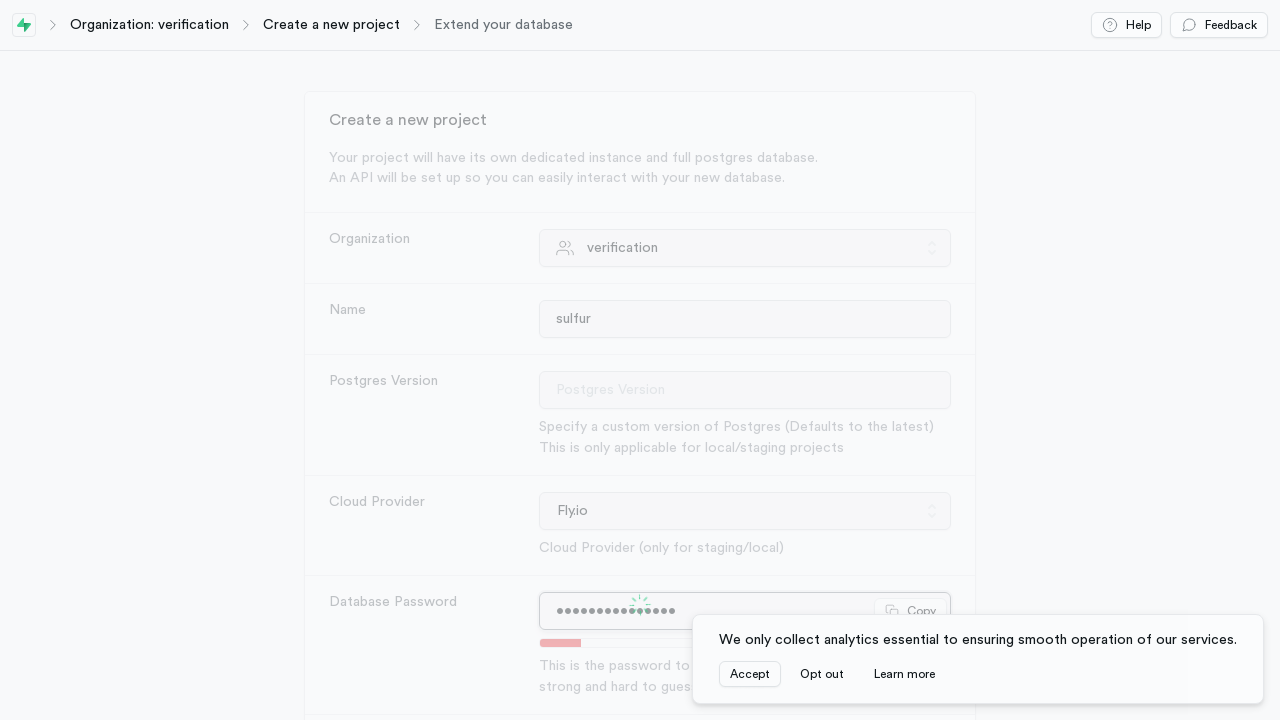 Organization: verification
Create a new project
Extend your database
Help
Feedback
Create a new project
Your project will have its own dedicated instance and full postgres database.
An API will be set up so you can easily interact with your new database.
Organization
verification
Name
sulfur
Postgres Version
Postgres Version
Specify a custom version of Postgres (Defaults to the latest)
This is only applicable for local/staging projects
Cloud Provider
Fly.io
Cloud Provider (only for staging/local)
Database Password
••••••••••••••••
Copy
This is the password to
strong and hard to gues
We only collect analytics essential to ensuring smooth operation of our services.
Accept
Opt out
Learn more